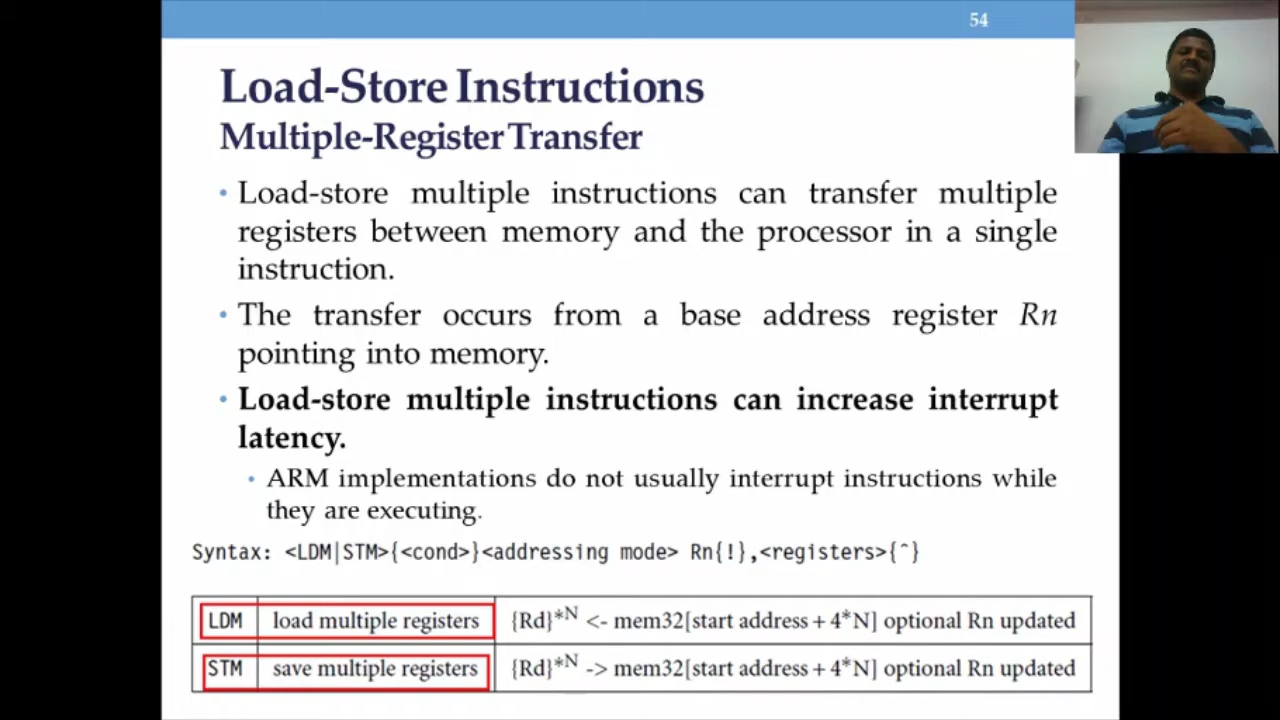 54
Load-Store Instructions
Multiple-Register Transfer
• Load-store multiple instructions can transfer multiple
registers between memory and the processor in a single
instruction.
• The transfer occurs from a base address register Rn
pointing into memory.
• Load-store multiple instructions can increase interrupt
latency.
• ARM implementations do not usually interrupt instructions while
they are executing.
Syntax: <LDM|STM>{<cond>}<addressing mode> Rn{!},<registers>{^}
LDM load multiple registers {Rd}*N <- mem32[start address + 4*N] optional Rn updated
STM save multiple registers {Rd}*N -> mem32[start address + 4*N] optional Rn updated